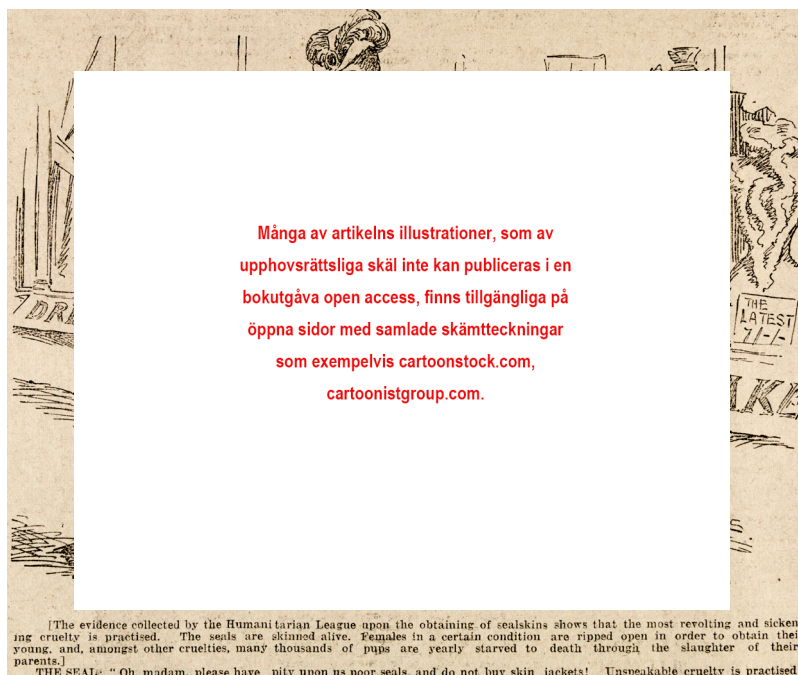 THE
LATEST
DRE
7/-/-
AKE
Många av artikelns illustrationer, som av
upphovsrättsliga skäl inte kan publiceras i en
bokutgåva open access, finns tillgängliga på
öppna sidor med samlade skämtteckningar
som exempelvis cartoonstock.com,
cartoonistgroup.com.
[The evidence collected by the Humanitarian League upon the obtaining of sealskins shows that the most revolting and sicken
ing cruelty is practised. The seals are skinned alive. Females in a certain condition are ripped open in order to obtain thei
young, and, amongst other cruelties, many thousands of pups are yearly starved to death through the slaughter of their
parents.]
THE SEAL: "Oh, madam, please have pity upon us poor seals, and do not buy skin jackets! Unspeakable cruelty is practised